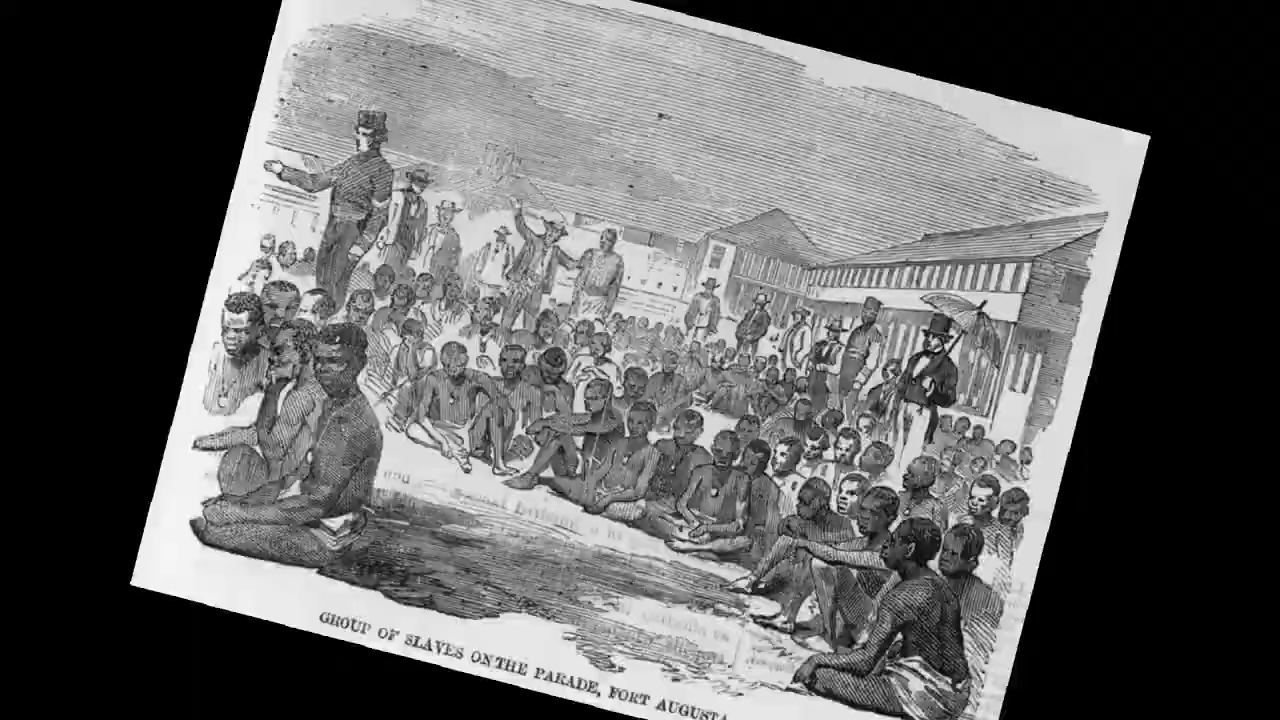 GROUP OF SLAVES ON THE PARADE, FORT AUGUSTA